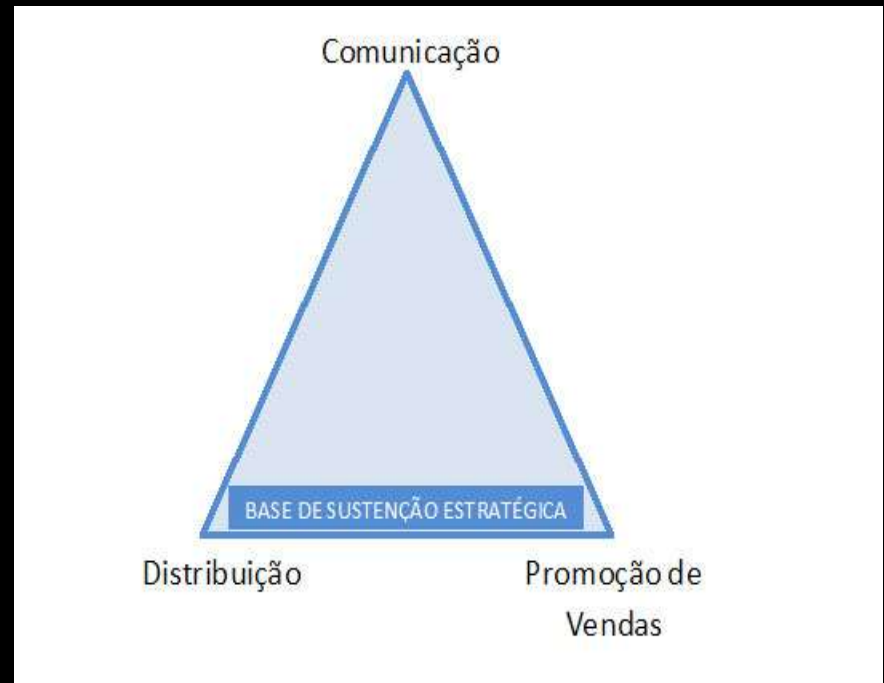 Comunicação
BASE DE SUSTENÇÃO ESTRATÉGICA
Distribuição
Promoção de
Vendas